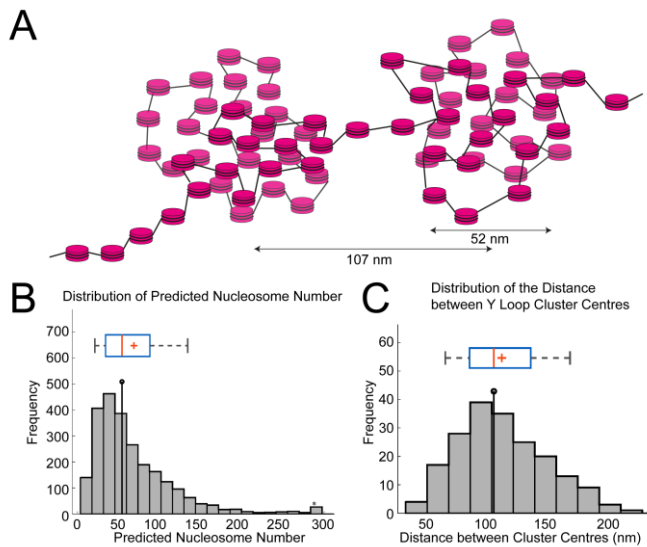 A
52 nm
107 nm
B
Distribution of Predicted Nucleosome Number
700
600
500
400
300
200
100
0
Frequency
*
0 50 100 150 200 250 300
Predicted Nucleosome Number
C
Distribution of the Distance
between Y Loop Cluster Centres
60
50
40
30
20
10
0
Frequency
50 100 150 200
Distance between Cluster Centres (nm)